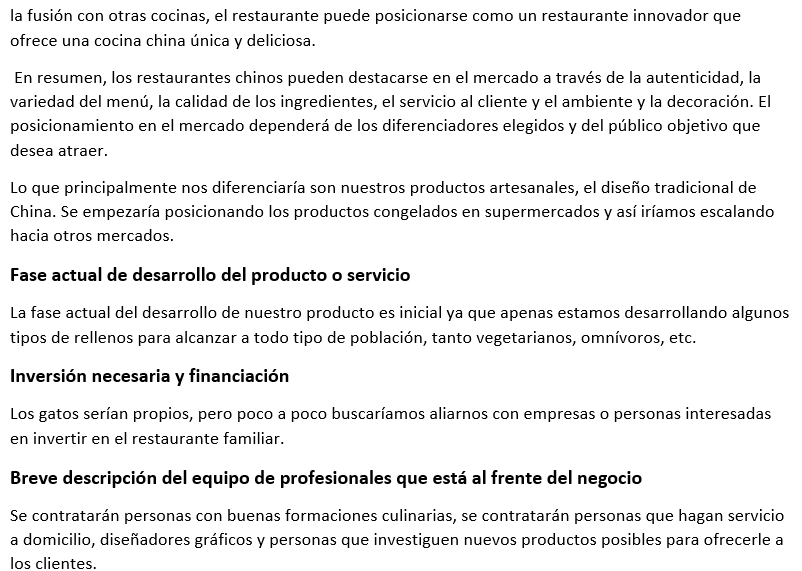 la fusión con otras cocinas, el restaurante puede posicionarse como un restaurante innovador que
ofrece una cocina china única y deliciosa.
En resumen, los restaurantes chinos pueden destacarse en el mercado a través de la autenticidad, la
variedad del menú, la calidad de los ingredientes, el servicio al cliente y el ambiente y la decoración. El
posicionamiento en el mercado dependerá de los diferenciadores elegidos y del público objetivo que
desea atraer.
Lo que principalmente nos diferenciaría son nuestros productos artesanales, el diseño tradicional de
China. Se empezaría posicionando los productos congelados en supermercados y así iríamos escalando
hacia otros mercados.
Fase actual de desarrollo del producto o servicio
La fase actual del desarrollo de nuestro producto es inicial ya que apenas estamos desarrollando algunos
tipos de rellenos para alcanzar a todo tipo de población, tanto vegetarianos, omnívoros, etc.
Inversión necesaria y financiación
Los gatos serían propios, pero poco a poco buscaríamos aliarnos con empresas o personas interesadas
en invertir en el restaurante familiar.
Breve descripción del equipo de profesionales que está al frente del negocio
Se contratarán personas con buenas formaciones culinarias, se contratarán personas que hagan servicio
a domicilio, diseñadores gráficos y personas que investiguen nuevos productos posibles para ofrecerle a
los clientes.